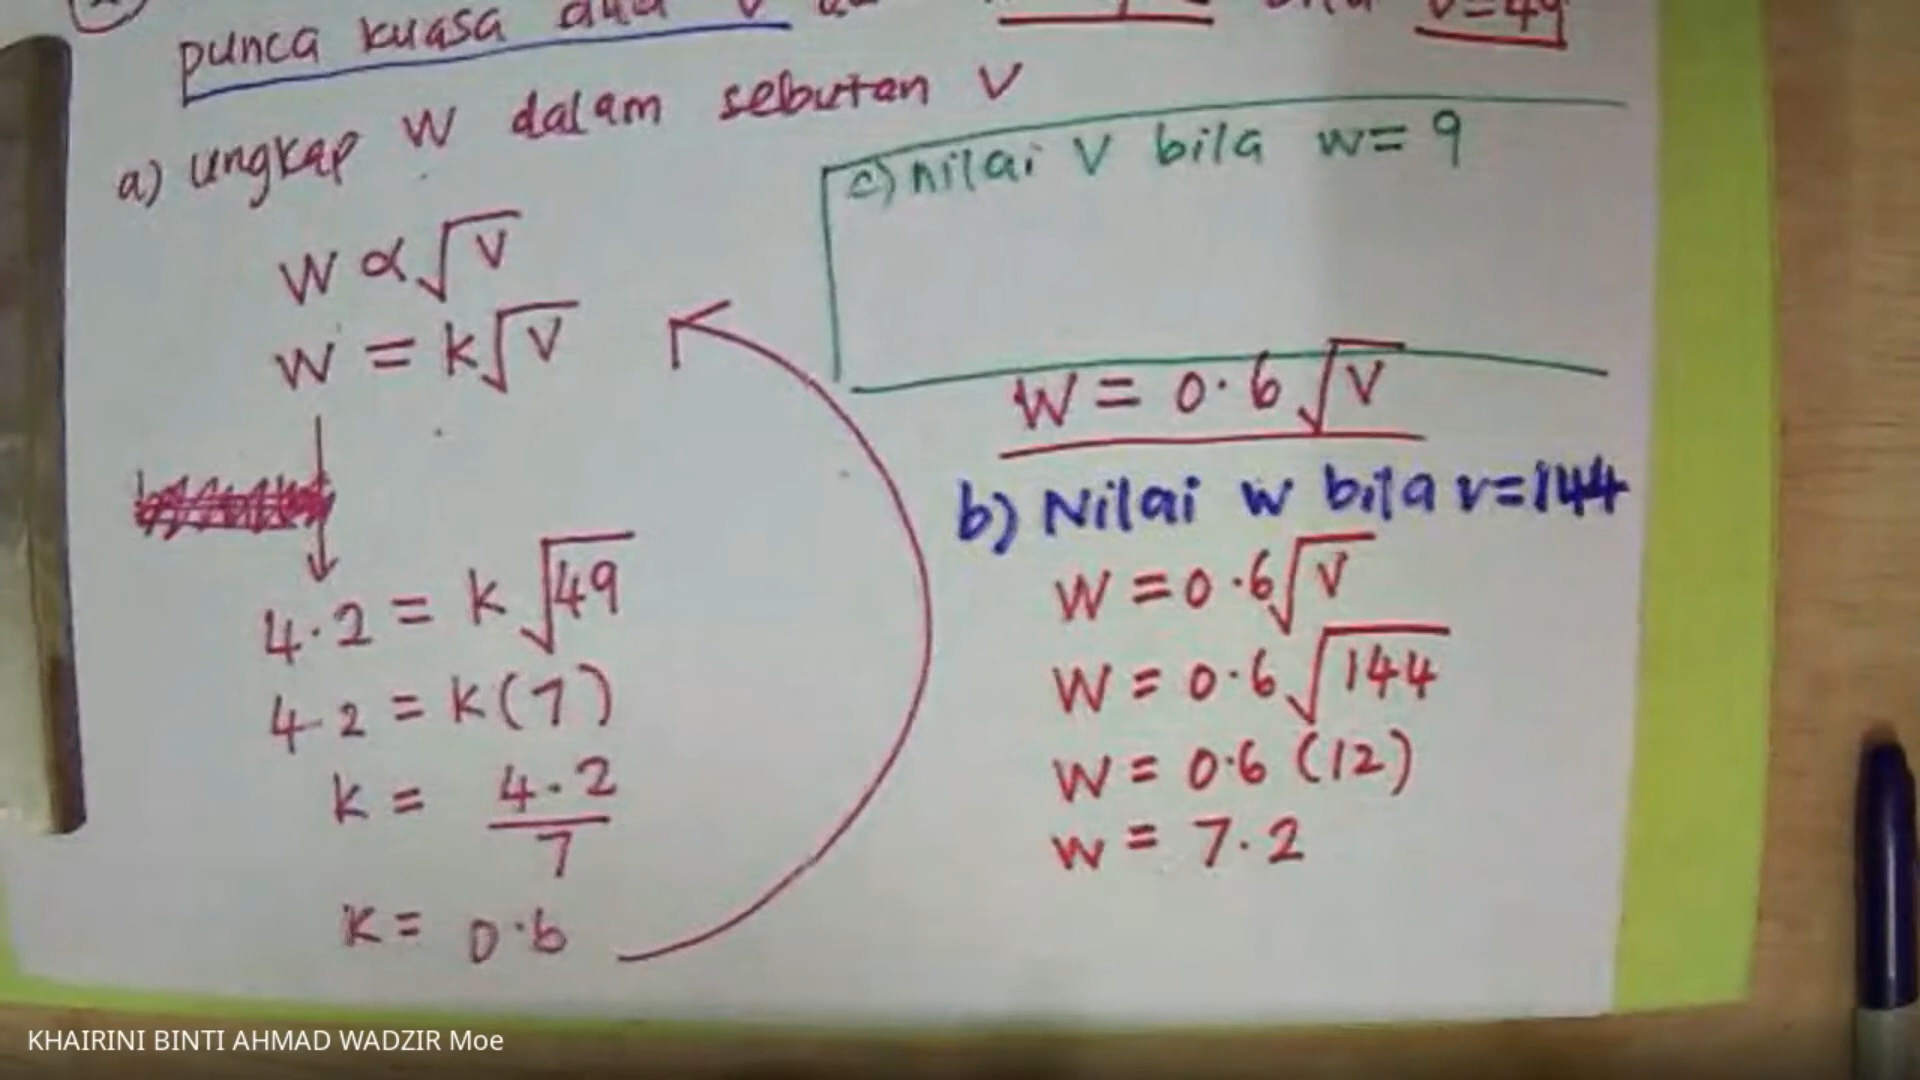 punca kuasa dua V
v=49
a) ungkap W dalam sebutan V
W ∝ √V
W = k√V
4.2 = k√49
4.2 = k(7)
k = 4.2/7
k = 0.6
c) nilai V bila w = 9
W = 0.6√V
b) Nilai w bila v=144
W = 0.6√V
W = 0.6√144
W = 0.6 (12)
W = 7.2
KHAIRINI BINTI AHMAD WADZIR Moe